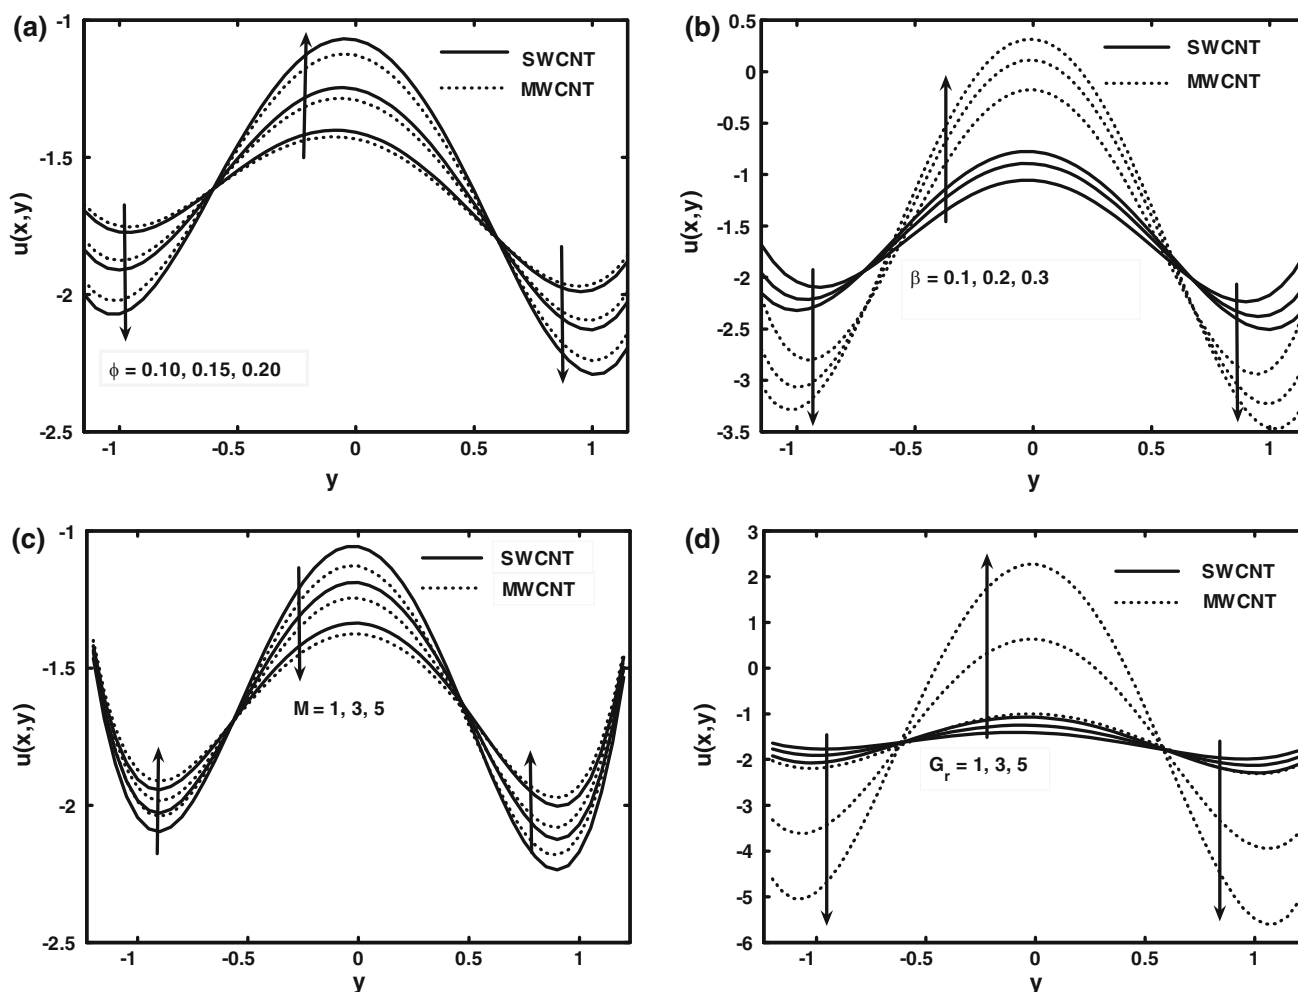 (a)
-1
-1.5
-2
-2.5
u(x,y)
SWCNT
MWCNT
ϕ = 0.10, 0.15, 0.20
-1
-0.5
0
0.5
1
y
(b)
0.5
0
-0.5
-1
-1.5
-2
-2.5
-3
-3.5
u(x,y)
SWCNT
MWCNT
β = 0.1, 0.2, 0.3
-1
-0.5
0
0.5
1
y
(c)
-1
-1.5
-2
-2.5
u(x,y)
SWCNT
MWCNT
M = 1, 3, 5
-1
-0.5
0
0.5
1
y
(d)
3
2
1
0
-1
-2
-3
-4
-5
-6
u(x,y)
SWCNT
MWCNT
G_r = 1, 3, 5
-1
-0.5
0
0.5
1
y